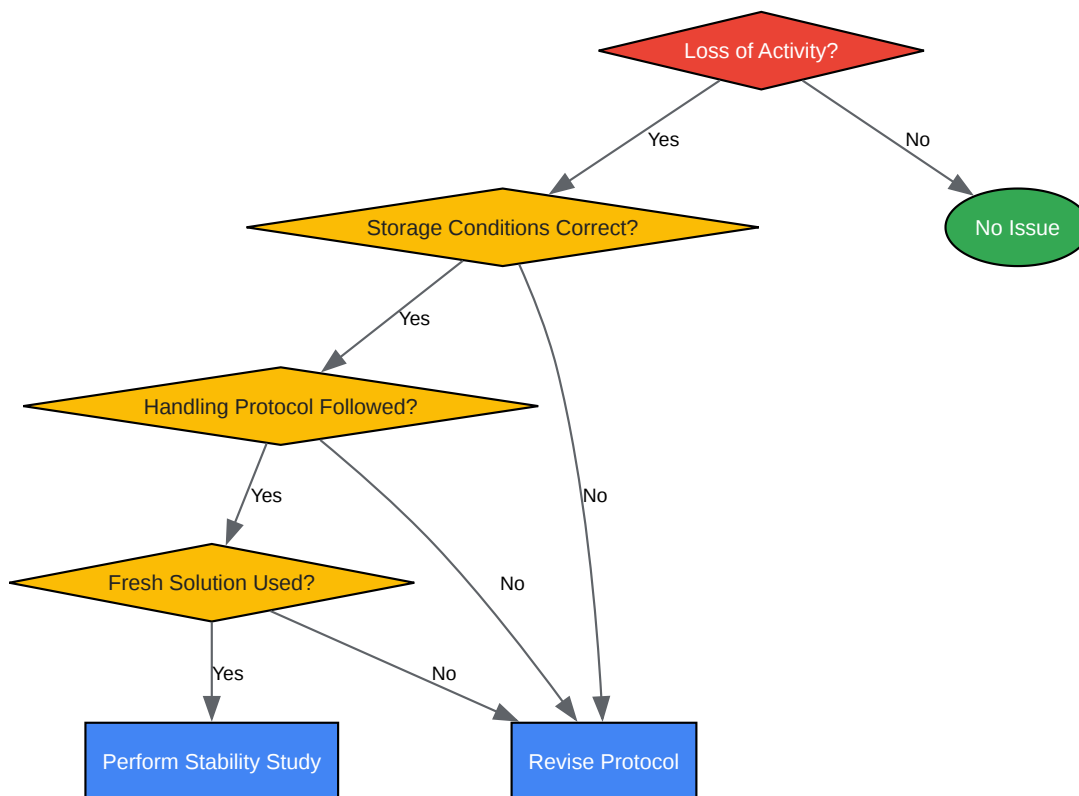 Loss of Activity?
Yes
No
Storage Conditions Correct?
No Issue
Yes
Handling Protocol Followed?
Yes
No
Fresh Solution Used?
No
Yes
No
Perform Stability Study
Revise Protocol